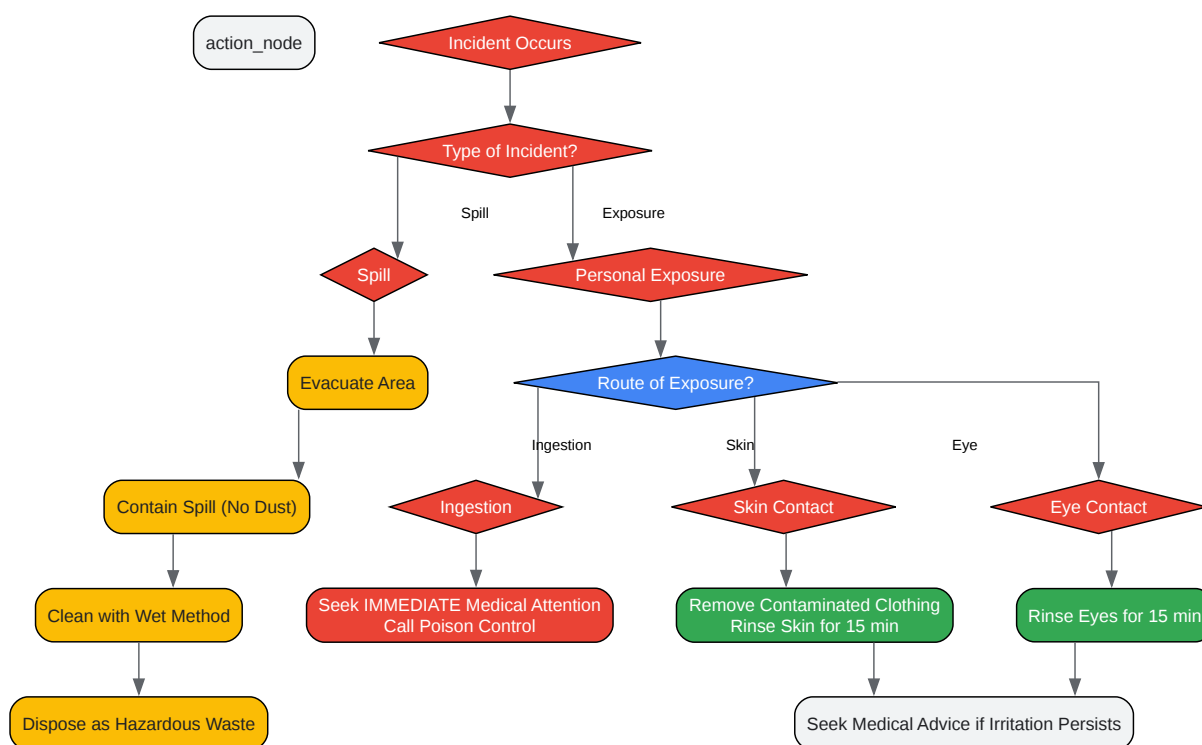 action_node
Incident Occurs
Type of Incident?
Spill
Exposure
Spill
Personal Exposure
Evacuate Area
Route of Exposure?
Ingestion
Skin
Eye
Contain Spill (No Dust)
Ingestion
Skin Contact
Eye Contact
Clean with Wet Method
Seek IMMEDIATE Medical Attention
Call Poison Control
Remove Contaminated Clothing
Rinse Skin for 15 min
Rinse Eyes for 15 min
Dispose as Hazardous Waste
Seek Medical Advice if Irritation Persists